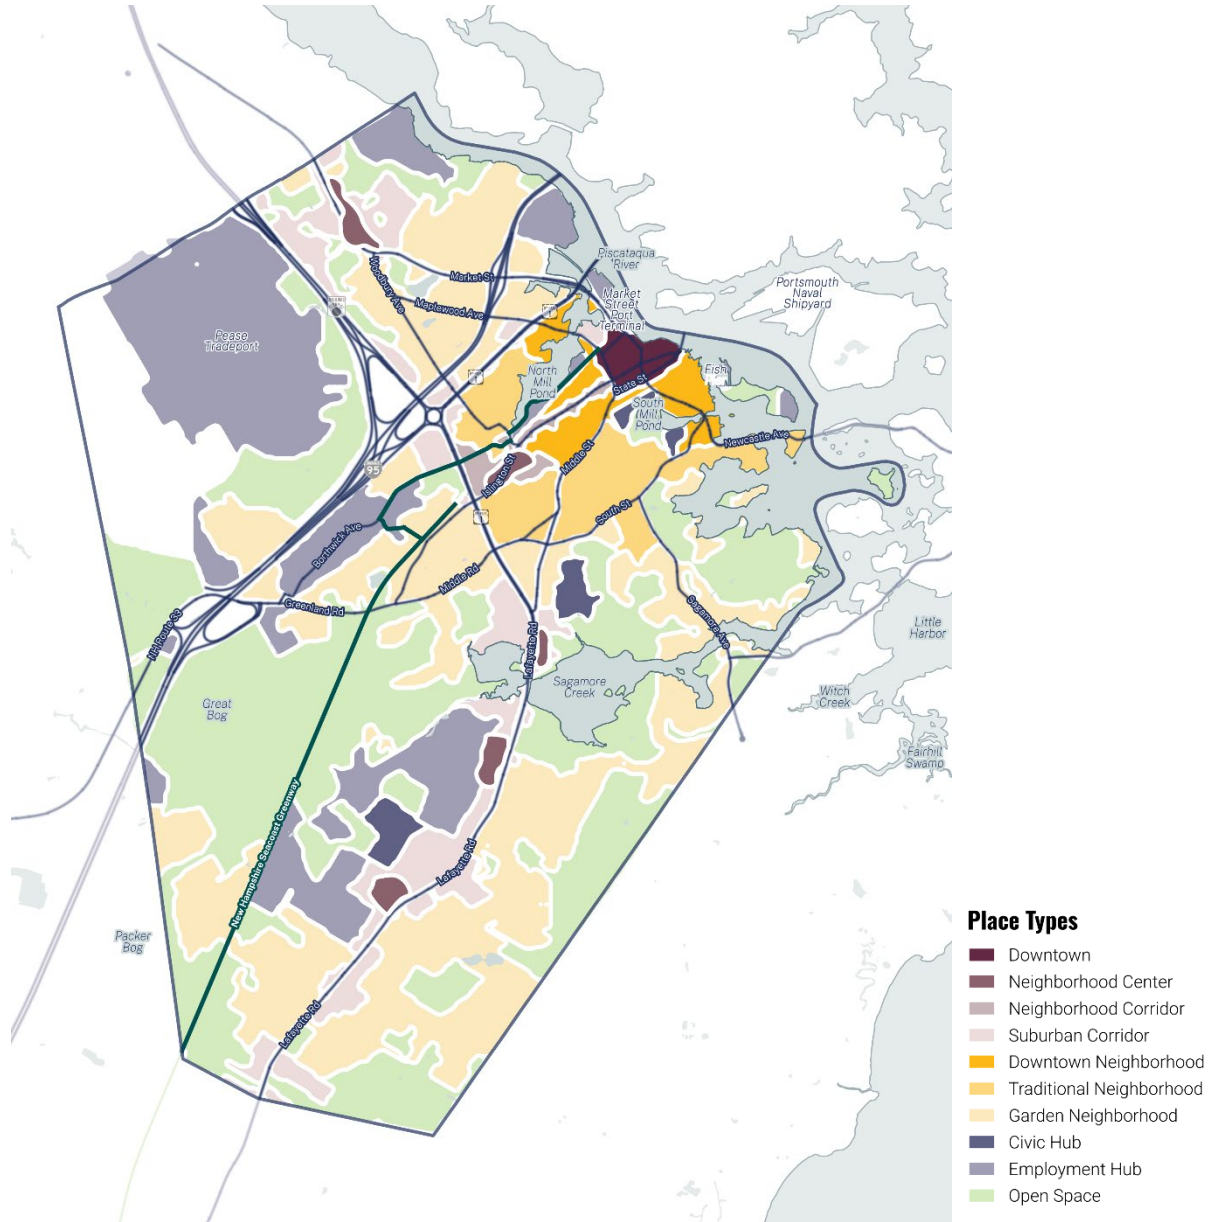 Piscataqua
River
Portsmouth
Naval
Shipyard
Market St
Woodbury Ave
Maplewood Ave
Market
Street
Port
Terminal
Pease
Tradeport
North
Mill
Pond
State St
Fish
South
Mill
Pond
Newcastle Ave
Middle St
Islington St
95
South St
Borthwick Ave
Middle Rd
Greenland Rd
NH Route 33
Sagamore Ave
Lafayette Rd
Little
Harbor
Sagamore
Creek
Witch
Creek
Great
Bog
Fairhill
Swamp
New Hampshire Seacoast Greenway
Lafayette Rd
Packer
Bog
Lafayette Rd
Place Types
Downtown
Neighborhood Center
Neighborhood Corridor
Suburban Corridor
Downtown Neighborhood
Traditional Neighborhood
Garden Neighborhood
Civic Hub
Employment Hub
Open Space